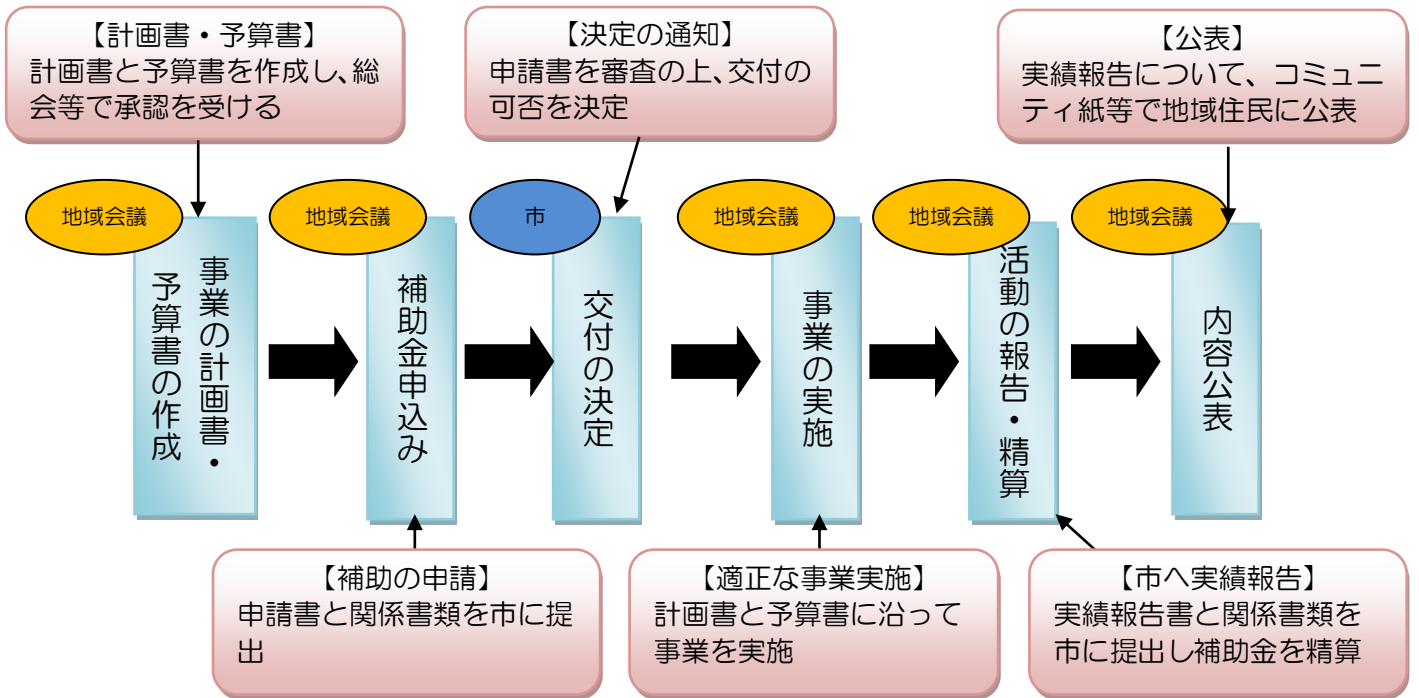 【計画書・予算書】
計画書と予算書を作成し、総
会等で承認を受ける
【決定の通知】
申請書を審査の上、交付の
可否を決定
【公表】
実績報告について、コミュニ
ティ紙等で地域住民に公表
地域会議
地域会議
市
地域会議
地域会議
地域会議
事業の計画書・
予算書の作成
補助金申込み
交付の決定
事業の実施
活動の報告・精算
内容公表
【補助の申請】
申請書と関係書類を市に提
出
【適正な事業実施】
計画書と予算書に沿って
事業を実施
【市へ実績報告】
実績報告書と関係書類を
市に提出し補助金を精算